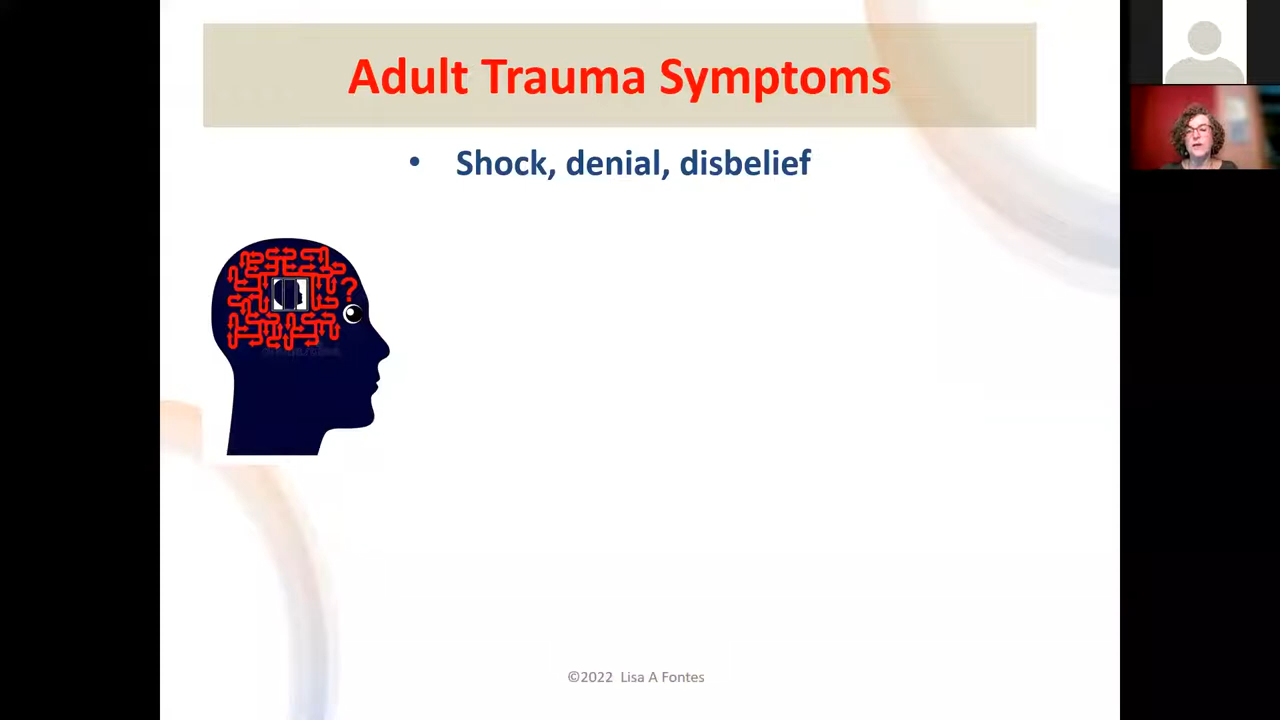 Adult Trauma Symptoms
• Shock, denial, disbelief
?
©2022 Lisa A Fontes